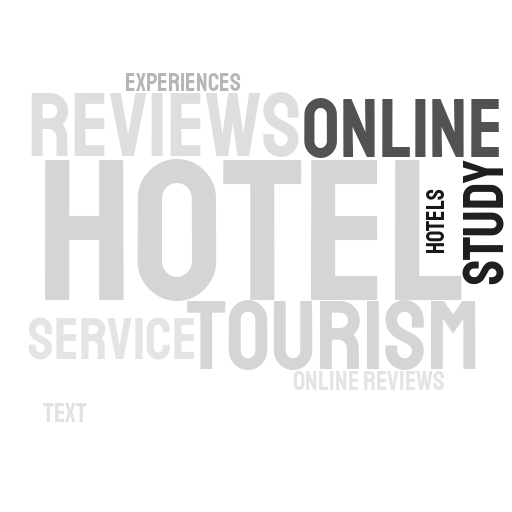 EXPERIENCES
REVIEWS
ONLINE
HOTEL
HOTELS
STUDY
SERVICE
TOURISM
ONLINE REVIEWS
TEXT